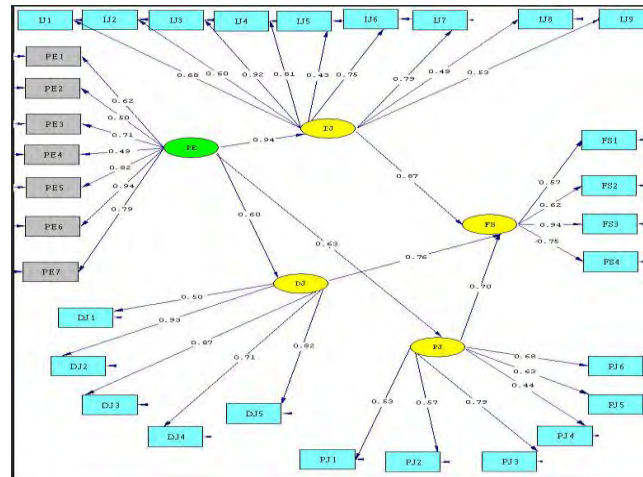 IJ1 IJ2 IJ3 IJ4 IJ5 IJ6 IJ7 IJ8 IJ9
0.68 0.60 0.92 0.81 0.43 0.75 0.79 0.49 0.53
PE1
PE2
PE3
PE4
PE5
PE6
PE7
0.62
0.50
0.71
0.49
0.82
0.94
0.79
PE
0.94
IJ
0.87
0.60
0.63
FS
0.57
0.62
0.94
0.75
FS1
FS2
FS3
FS4
DJ
0.76
0.70
0.50
0.93
0.87
0.71
0.82
DJ1
DJ2
DJ3
DJ4
DJ5
PJ
0.68
0.63
0.44
0.53
0.57
0.79
PJ6
PJ5
PJ4
PJ1
PJ2
PJ3